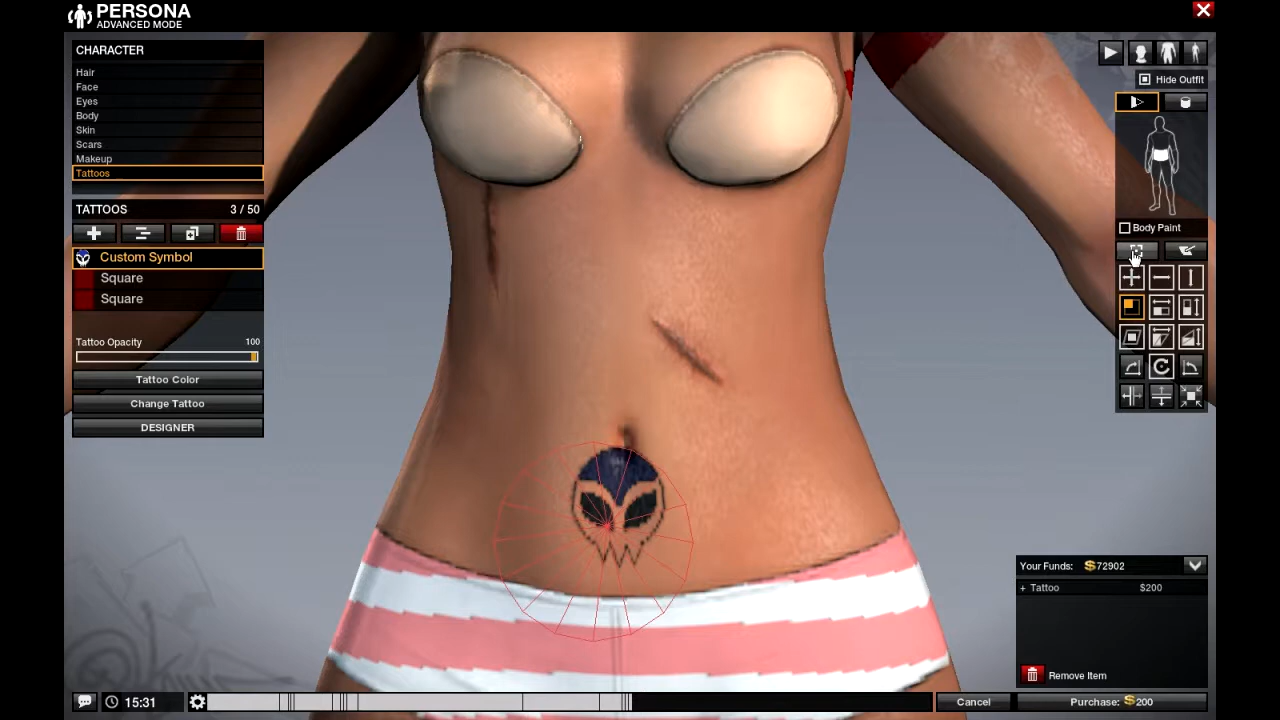 PERSONA
ADVANCED MODE
CHARACTER
Hair
Face
Eyes
Body
Skin
Scars
Makeup
Tattoos
TATTOOS 3 / 50
Custom Symbol
Square
Square
Tattoo Opacity 100
Tattoo Color
Change Tattoo
DESIGNER
Hide Outfit
Body Paint
Your Funds: $72902
+ Tattoo $200
Remove Item
15:31
Cancel
Purchase: $200